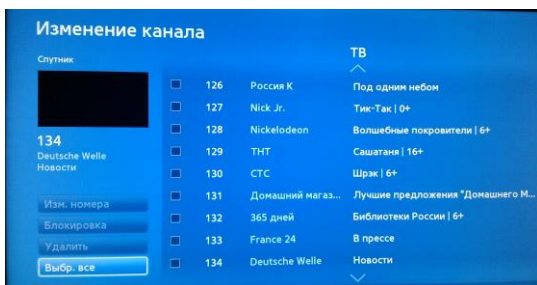 Изменение канала
ТВ
Спутник
134
Deutsche Welle
Новости
Изм. номера
Блокировка
Удалить
Выбр. все
126 Россия К Под одним небом
127 Nick Jr. Тик-Так | 0+
128 Nickelodeon Волшебные покровители | 6+
129 ТНТ Сашатаня | 16+
130 СТС Шрэк | 6+
131 Домашний магаз... Лучшие предложения "Домашнего М...
132 365 дней Библиотеки России | 6+
133 France 24 В прессе
134 Deutsche Welle Новости